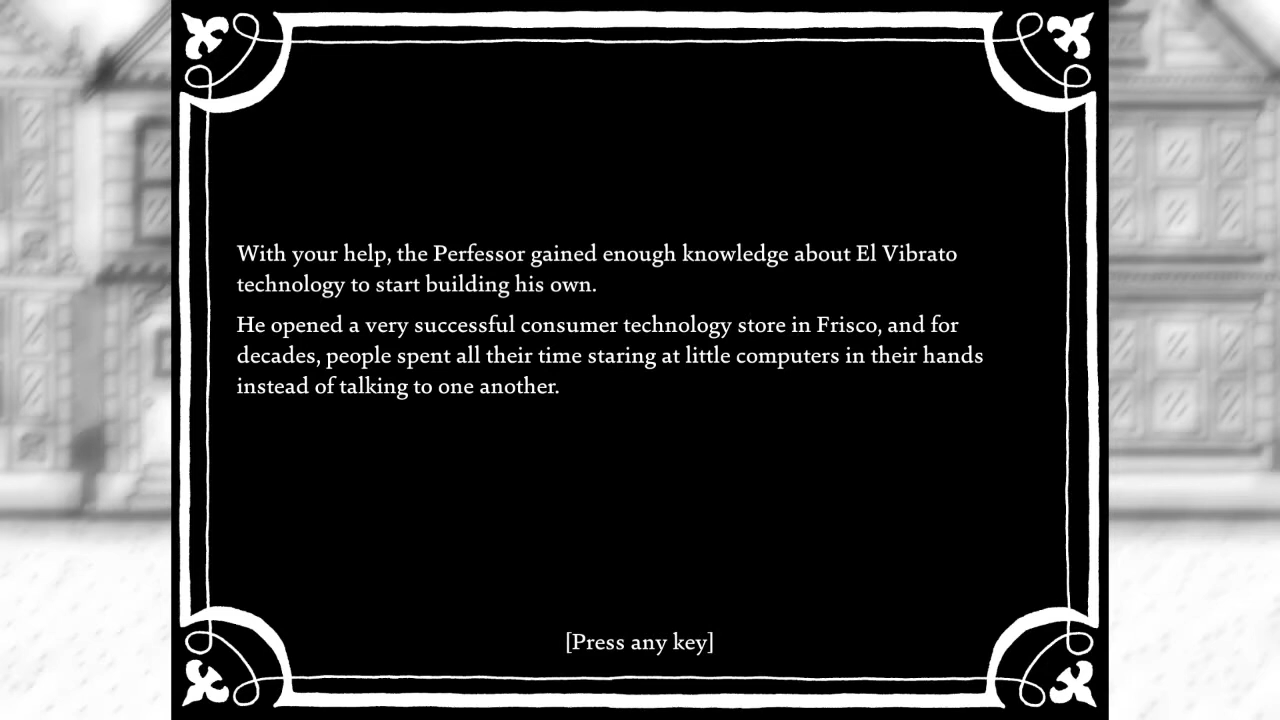 With your help, the Perfessor gained enough knowledge about El Vibrato
technology to start building his own.
He opened a very successful consumer technology store in Frisco, and for
decades, people spent all their time staring at little computers in their hands
instead of talking to one another.
[Press any key]